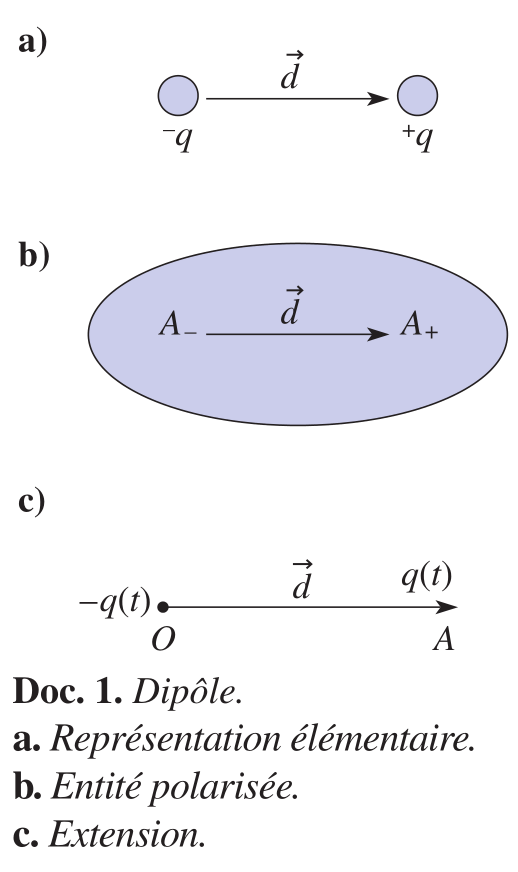 a)
d⃗
⁻q ⁺q
b)
d⃗
A₋ A₊
c)
d⃗
−q(t) q(t)
O A
Doc. 1. Dipôle.
a. Représentation élémentaire.
b. Entité polarisée.
c. Extension.